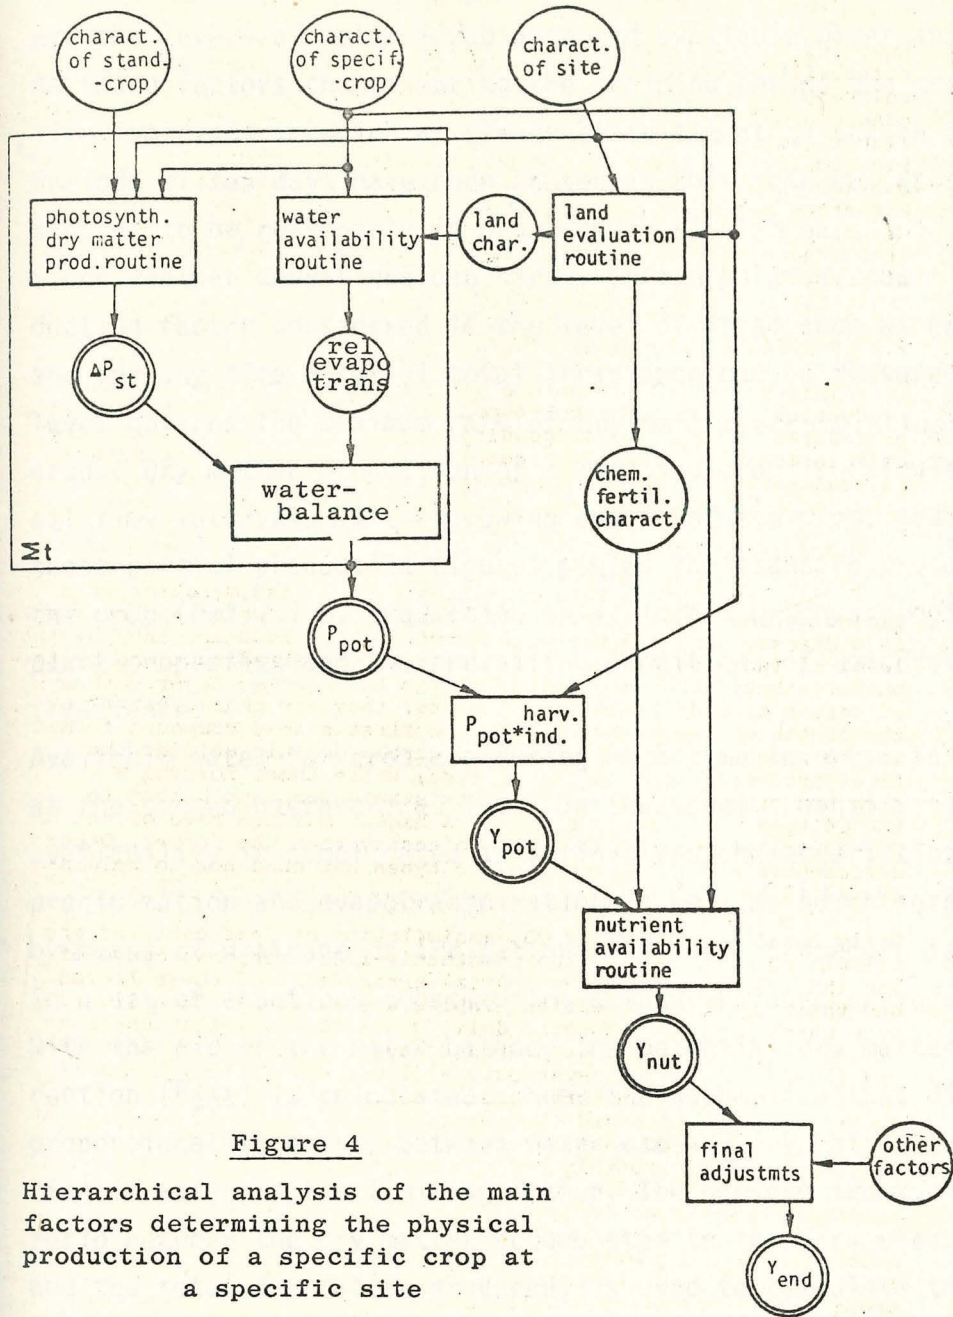 charact.
of stand.
-crop
charact.
of specif.
-crop
charact.
of site
photosynth.
dry matter
prod.routine
water
availability
routine
land
char.
land
evaluation
routine
ΔP st
rel
evapo
trans
chem.
fertil.
charact.
water-
balance
Σt
P pot
P pot*harv. ind.
Y pot
nutrient
availability
routine
Y nut
final
adjustmts
other
factors
Y end
Figure 4
Hierarchical analysis of the main
factors determining the physical
production of a specific crop at
a specific site